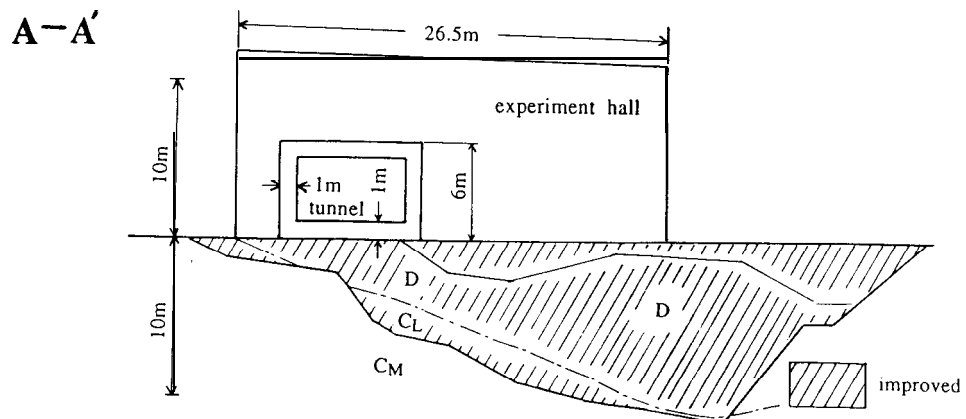 A-A'
26.5m
experiment hall
10m
1m
1m
tunnel
6m
D
D
CL
CM
10m
improved